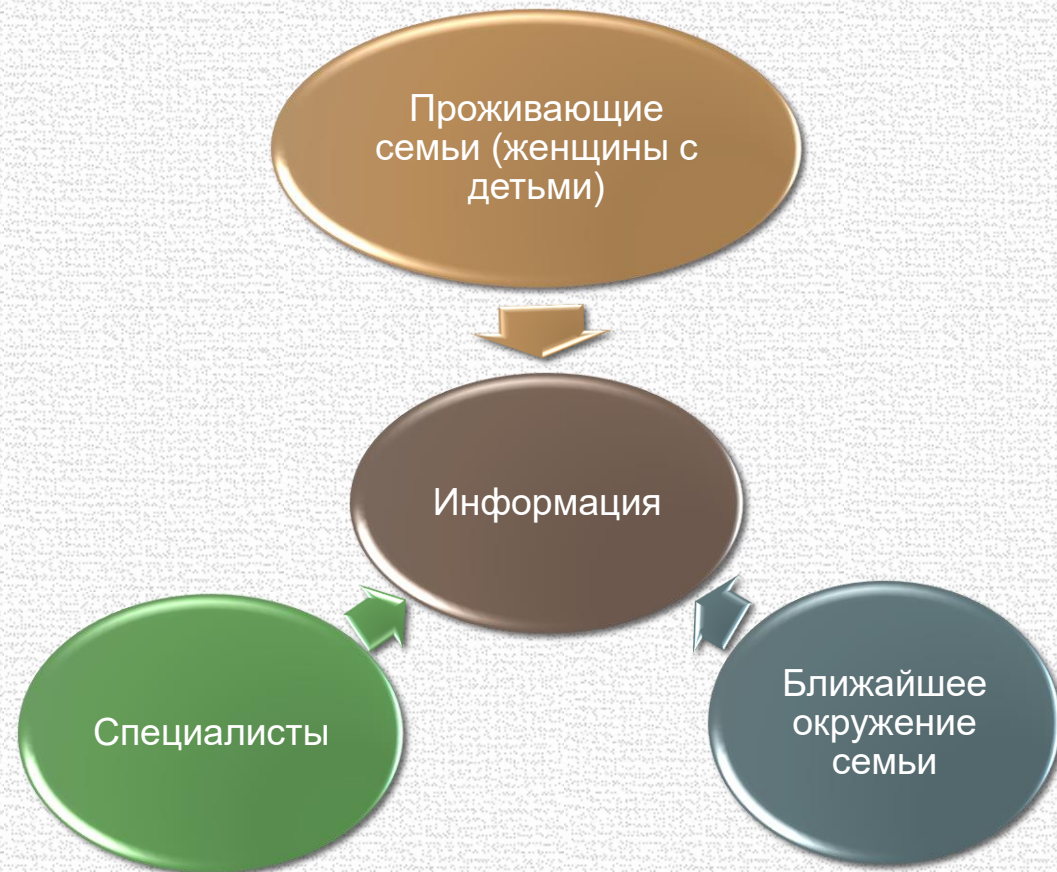 Проживающие
семьи (женщины с
детьми)
Информация
Специалисты
Ближайшее
окружение
семьи